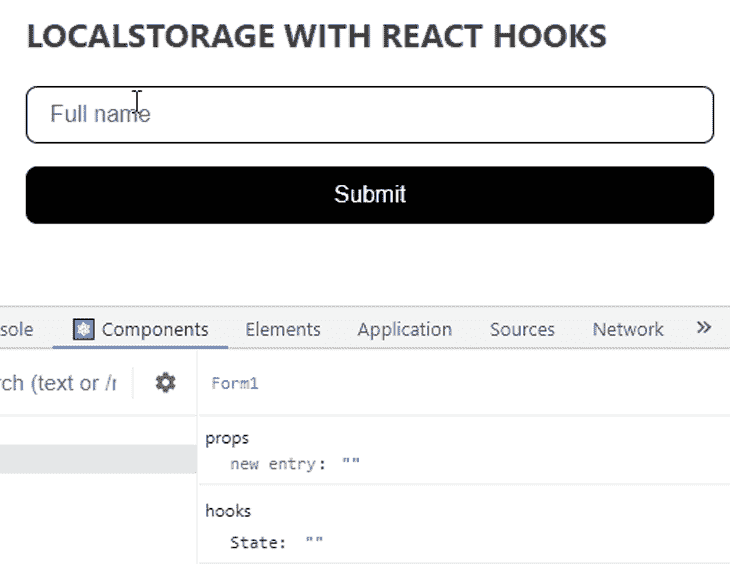 LOCALSTORAGE WITH REACT HOOKS
Full name
Submit
sole Components Elements Application Sources Network »
rch (text or /r Form1
props
new entry: ""
hooks
State: ""